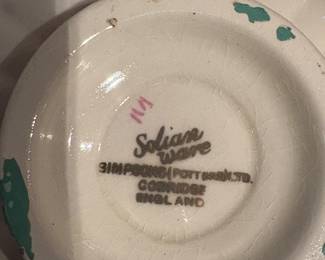 Solian
Ware
SIMPSONS (POTTERS) LTD.
COBRIDGE
ENGLAND